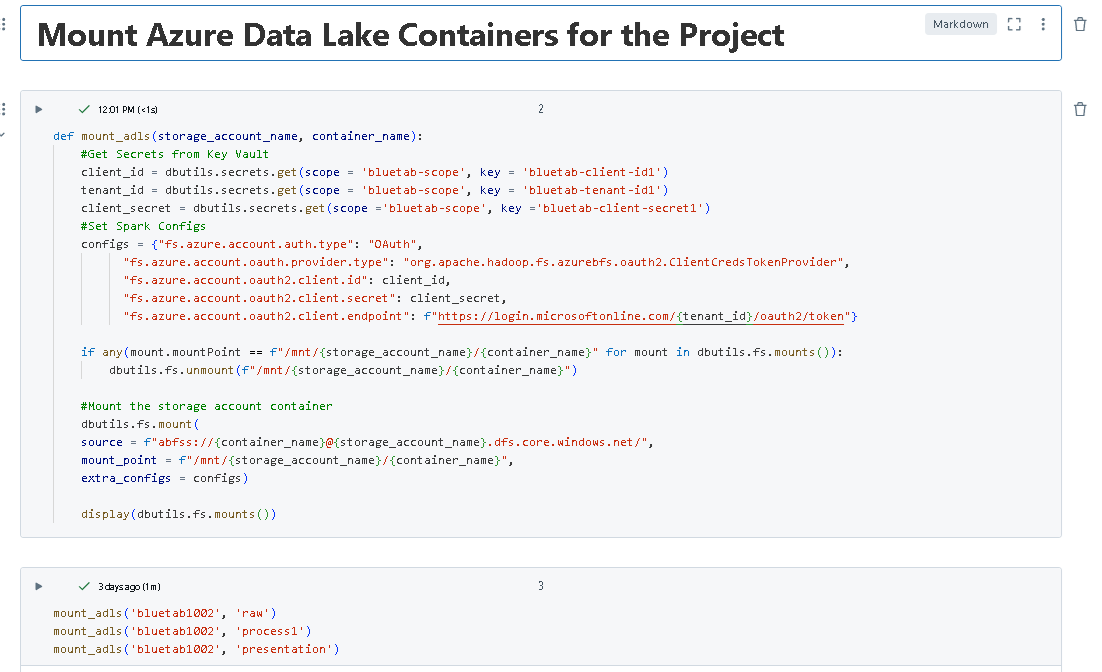 Mount Azure Data Lake Containers for the Project
Markdown
12:01 PM (<1s)
2
def mount_adls(storage_account_name, container_name):
    #Get Secrets from Key Vault
    client_id = dbutils.secrets.get(scope = 'bluetab-scope', key = 'bluetab-client-id1')
    tenant_id = dbutils.secrets.get(scope = 'bluetab-scope', key = 'bluetab-tenant-id1')
    client_secret = dbutils.secrets.get(scope ='bluetab-scope', key ='bluetab-client-secret1')
    #Set Spark Configs
    configs = {"fs.azure.account.auth.type": "OAuth",
          "fs.azure.account.oauth.provider.type": "org.apache.hadoop.fs.azurebfs.oauth2.ClientCredsTokenProvider",
          "fs.azure.account.oauth2.client.id": client_id,
          "fs.azure.account.oauth2.client.secret": client_secret,
          "fs.azure.account.oauth2.client.endpoint": f"https://login.microsoftonline.com/{tenant_id}/oauth2/token"}
    if any(mount.mountPoint == f"/mnt/{storage_account_name}/{container_name}" for mount in dbutils.fs.mounts()):
        dbutils.fs.unmount(f"/mnt/{storage_account_name}/{container_name}")
    #Mount the storage account container
    dbutils.fs.mount(
    source = f"abfss://{container_name}@{storage_account_name}.dfs.core.windows.net/",
    mount_point = f"/mnt/{storage_account_name}/{container_name}",
    extra_configs = configs)
    display(dbutils.fs.mounts())
3 days ago (1m)
3
mount_adls('bluetab1002', 'raw')
mount_adls('bluetab1002', 'process1')
mount_adls('bluetab1002', 'presentation')